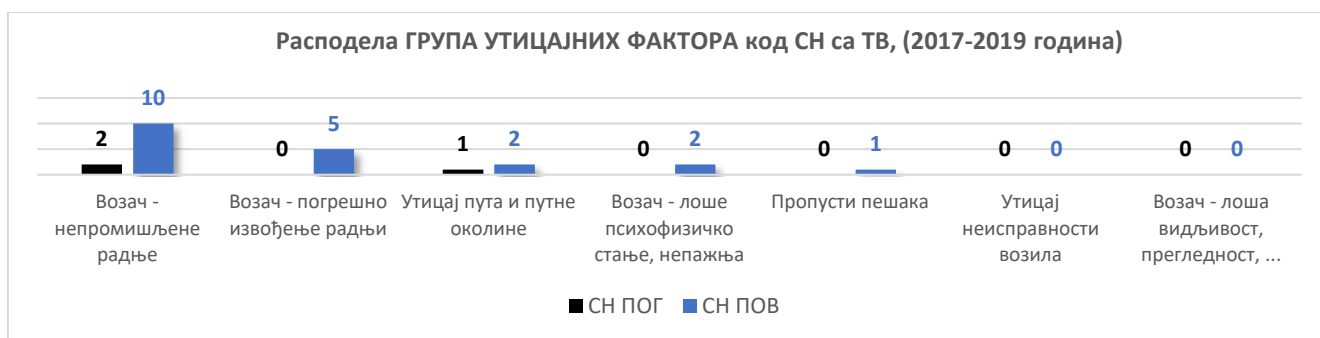 Расподела ГРУПА УТИЦАЈНИХ ФАКТОРА код СН са ТВ, (2017-2019 година)
2 10 0 5 1 2 0 2 0 1 0 0 0 0
Возач - непромишљене радње
Возач - погрешно извођење радњи
Утицај пута и путне околине
Возач - лоше психофизичко стање, непажња
Пропусти пешака
Утицај неисправности возила
Возач - лоша видљивост, прегледност, ...
СН ПОГ СН ПОВ